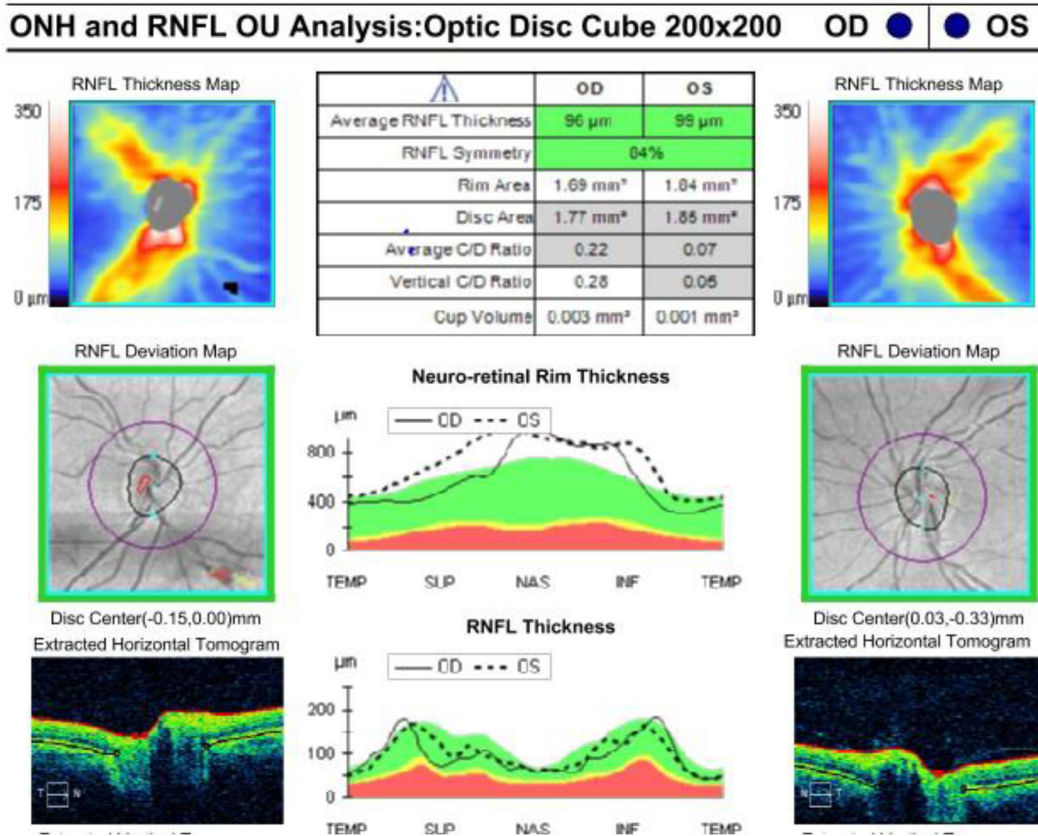 ONH and RNFL OU Analysis:Optic Disc Cube 200x200 OD OS
RNFL Thickness Map
350
175
0 µm
OD OS
Average RNFL Thickness 96 µm 99 µm
RNFL Symmetry 84%
Rim Area 1.69 mm² 1.84 mm²
Disc Area 1.77 mm² 1.85 mm²
Average C/D Ratio 0.22 0.07
Vertical C/D Ratio 0.28 0.05
Cup Volume 0.003 mm³ 0.001 mm³
RNFL Thickness Map
350
175
0 µm
RNFL Deviation Map
Disc Center(-0.15,0.00)mm
Neuro-retinal Rim Thickness
µm
OD OS
800
400
0
TEMP SUP NAS INF TEMP
RNFL Deviation Map
Disc Center(0.03,-0.33)mm
Extracted Horizontal Tomogram
T N
RNFL Thickness
µm
OD OS
200
100
0
TEMP SUP NAS INF TEMP
Extracted Horizontal Tomogram
N T